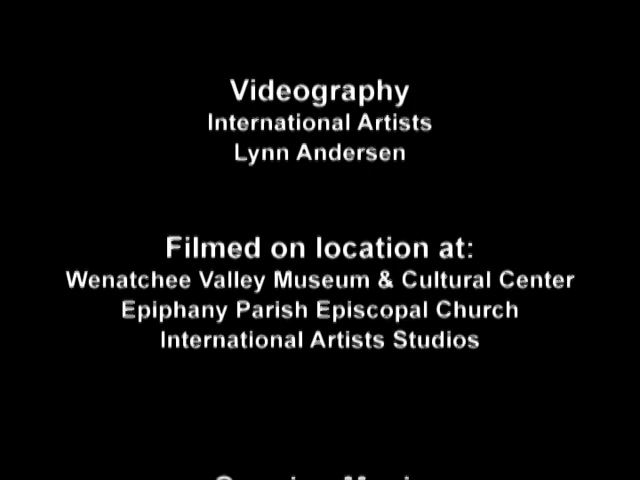 Videography
International Artists
Lynn Andersen
Filmed on location at:
Wenatchee Valley Museum & Cultural Center
Epiphany Parish Episcopal Church
International Artists Studios